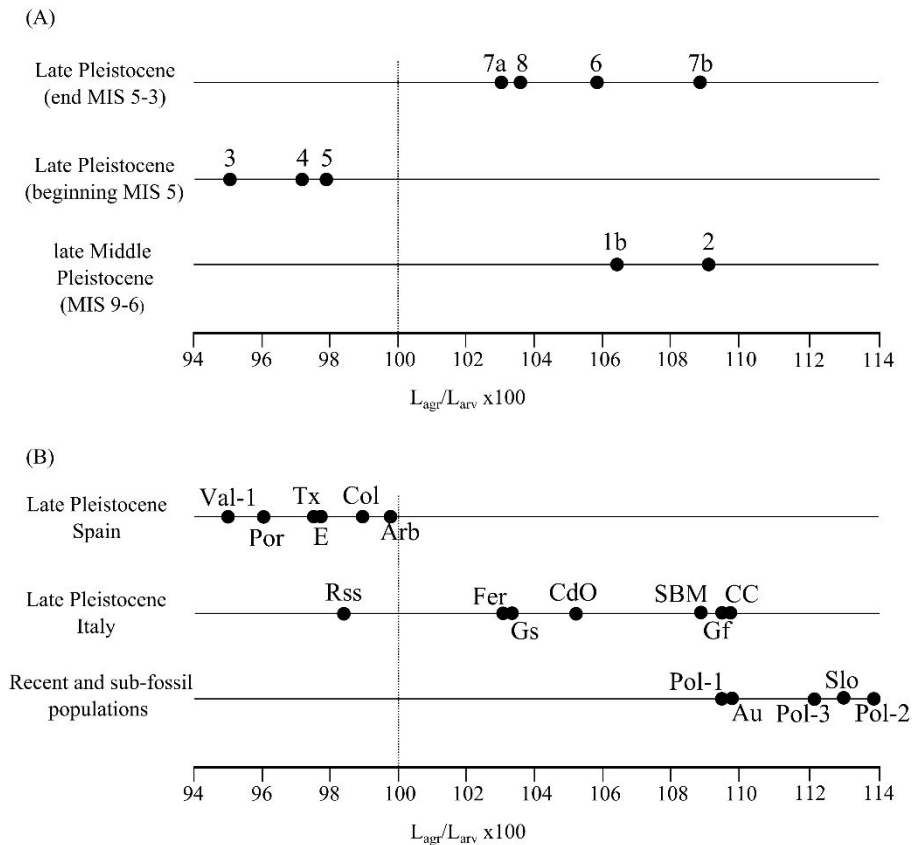 (A)
Late Pleistocene
(end MIS 5-3)
7a 8 6 7b
Late Pleistocene
(beginning MIS 5)
3 4 5
late Middle
Pleistocene
(MIS 9-6)
1b 2
94 96 98 100 102 104 106 108 110 112 114
Lagr/Larv x100
(B)
Late Pleistocene
Spain
Val-1 Tx Col
Por E Arb
Late Pleistocene
Italy
Rss Fer CdO SBM CC
Gs Gf
Recent and sub-fossil
populations
Pol-1 Slo
Au Pol-3 Pol-2
94 96 98 100 102 104 106 108 110 112 114
Lagr/Larv x100